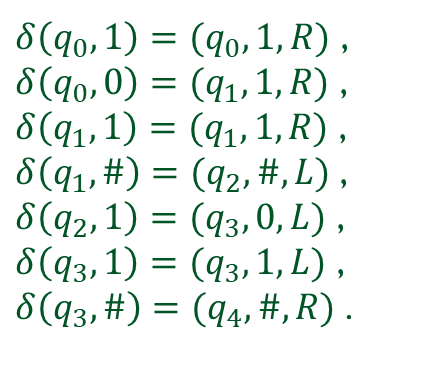 δ(q₀, 1) = (q₀, 1, R) ,
δ(q₀, 0) = (q₁, 1, R) ,
δ(q₁, 1) = (q₁, 1, R) ,
δ(q₁, #) = (q₂, #, L) ,
δ(q₂, 1) = (q₃, 0, L) ,
δ(q₃, 1) = (q₃, 1, L) ,
δ(q₃, #) = (q₄, #, R) .